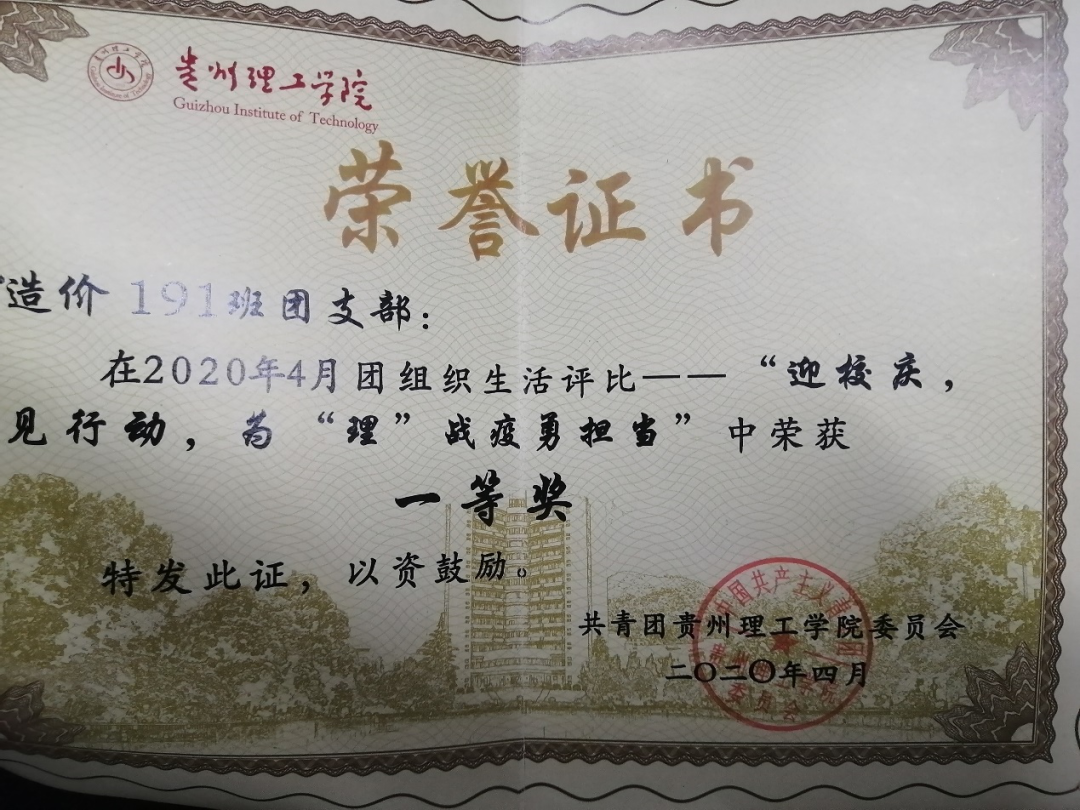 贵州理工学院
Guizhou Institute of Technology
荣誉证书
造价191班团支部：
在2020年4月团组织生活评比——“迎校庆，
见行动，为“理”战疫勇担当”中荣获
一等奖
特发此证，以资鼓励。
共青团贵州理工学院委员会
二〇二〇年四月